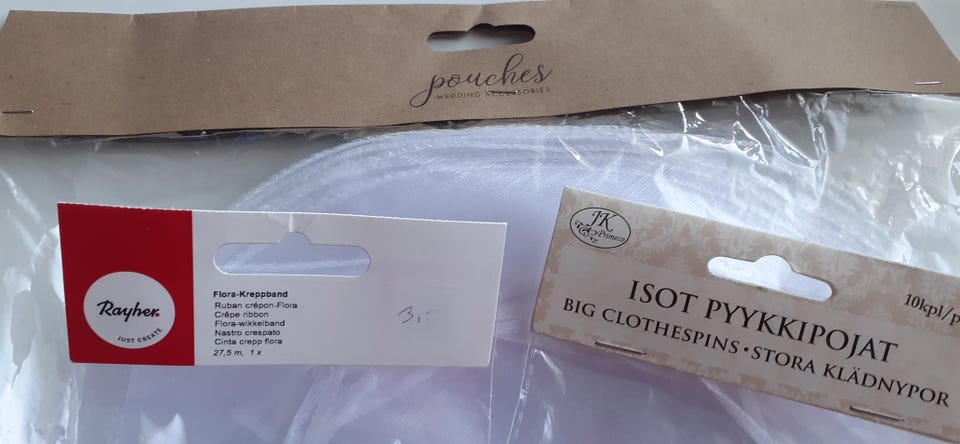 pouches
WEDDING ACCESSORIES
Rayher.
JUST CREATE
Flora-Kreppband
Ruban crépon-Flora
Crêpe ribbon
Flora-wikkelband
Nastro crespato
Cinta crepp flora
27,5 m, 1 x
3,-
JK
Primeco
ISOT PYYKKIPOJAT
10kpl/p
BIG CLOTHESPINS • STORA KLÄDNYPOR